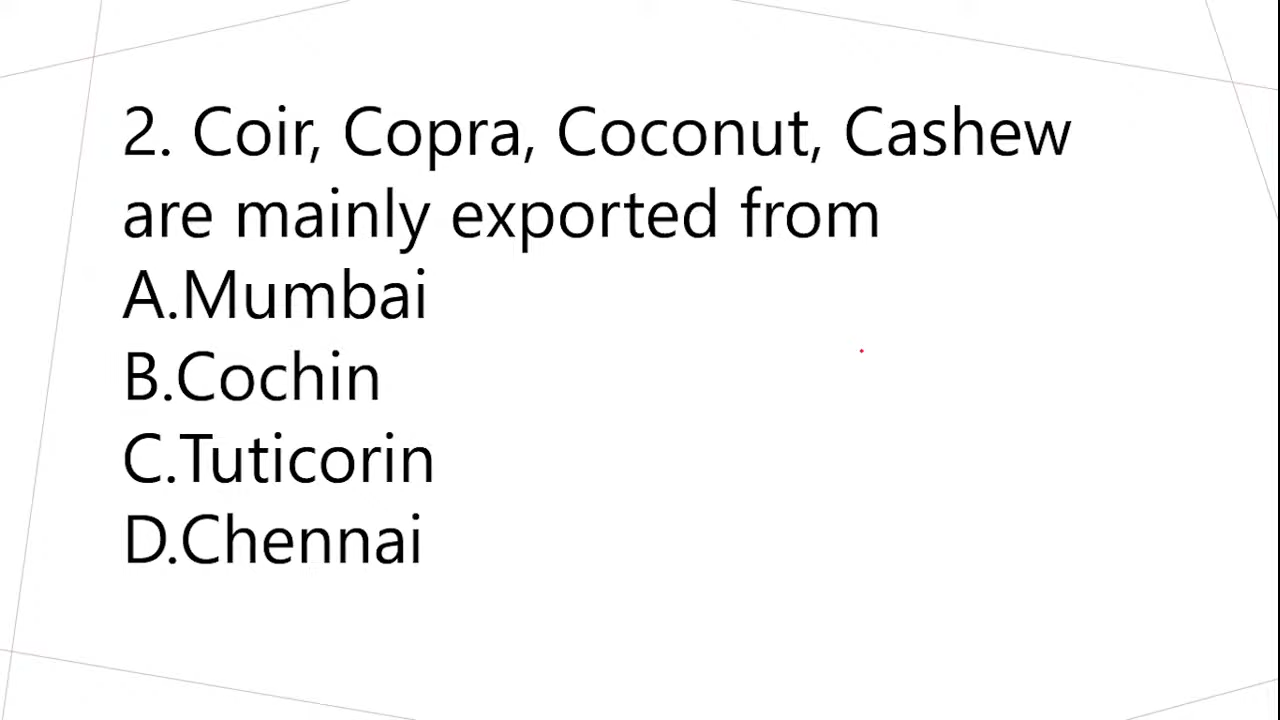 2. Coir, Copra, Coconut, Cashew
are mainly exported from
A.Mumbai
B.Cochin
C.Tuticorin
D.Chennai